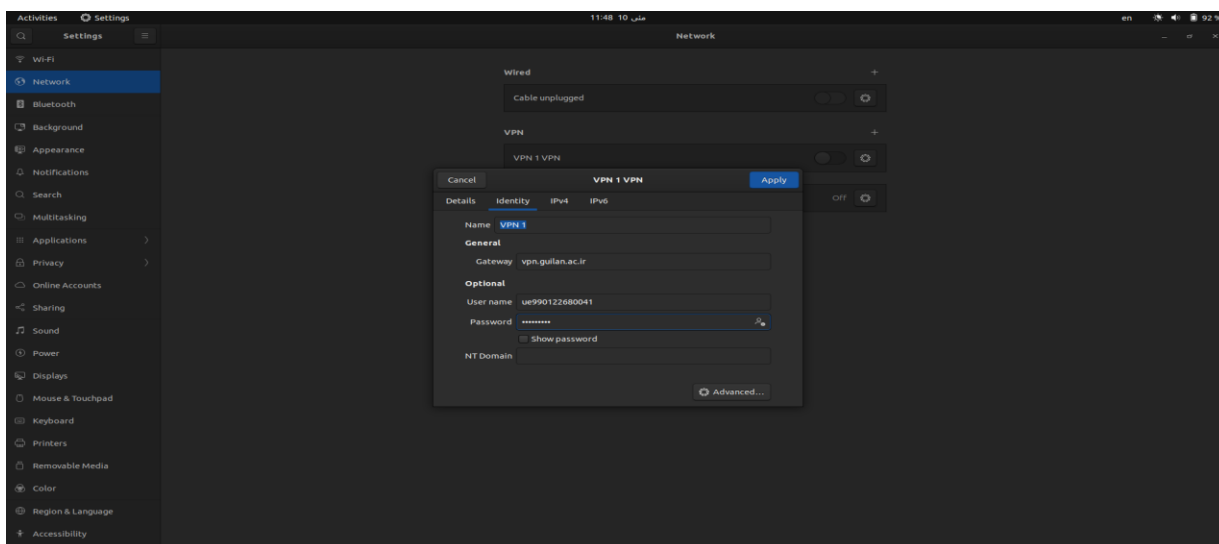 Activities Settings مئی 10 11:48 en 92 %
Settings Network
Wi-Fi
Network
Bluetooth
Background
Appearance
Notifications
Search
Multitasking
Applications
Privacy
Online Accounts
Sharing
Sound
Power
Displays
Mouse & Touchpad
Keyboard
Printers
Removable Media
Color
Region & Language
Accessibility
Wired
Cable unplugged
VPN
VPN 1 VPN
Off
Cancel VPN 1 VPN Apply
Details Identity IPv4 IPv6
Name VPN 1
General
Gateway vpn.guilan.ac.ir
Optional
User name ue990122680041
Password •••••••••
Show password
NT Domain
Advanced...